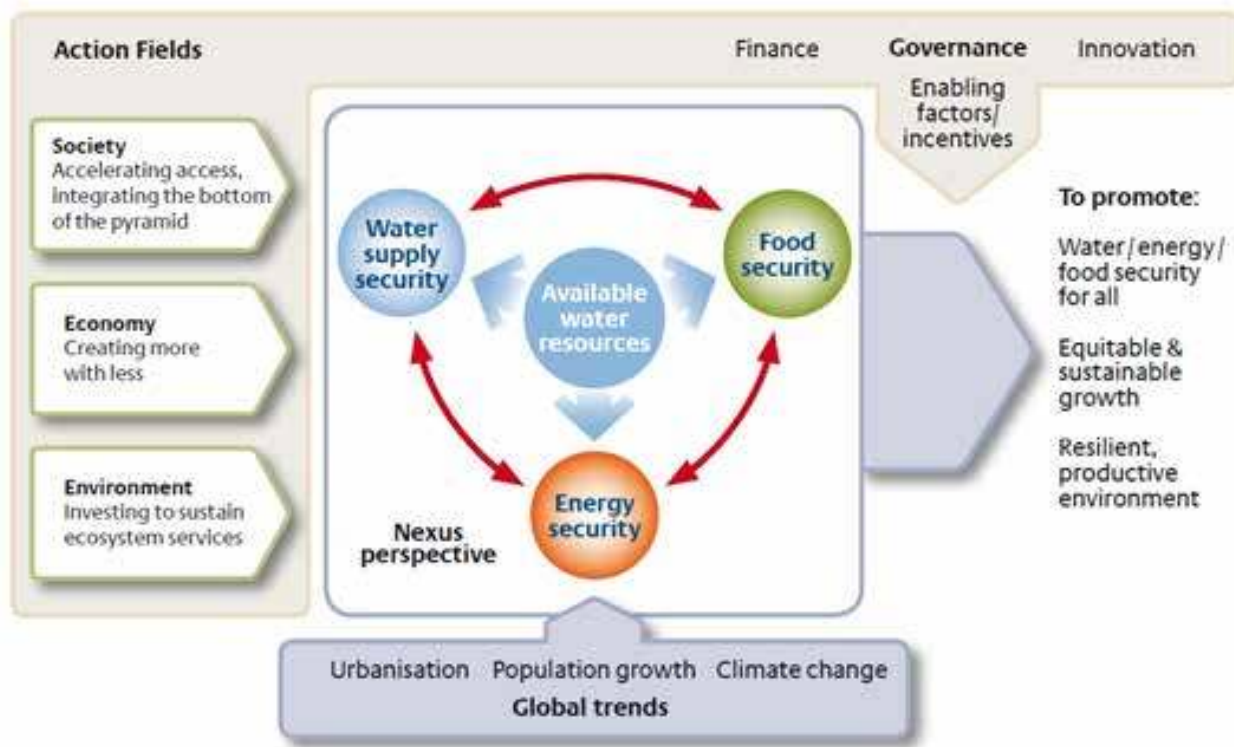 Action Fields
Finance
Governance
Innovation
Enabling
factors/
incentives
Society
Accelerating access,
integrating the bottom
of the pyramid
Economy
Creating more
with less
Environment
Investing to sustain
ecosystem services
Water
supply
security
Food
security
Available
water
resources
Energy
security
Nexus
perspective
To promote:
Water/energy/
food security
for all
Equitable &
sustainable
growth
Resilient,
productive
environment
Urbanisation
Population growth
Climate change
Global trends